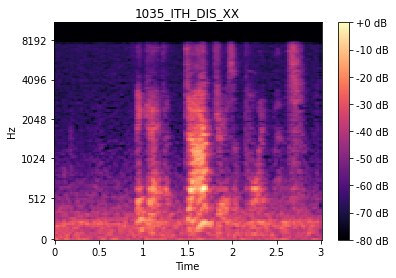 1035_ITH_DIS_XX
Hz
8192
4096
2048
1024
512
0
0
0.5
1
1.5
2
2.5
3
Time
+0 dB
-10 dB
-20 dB
-30 dB
-40 dB
-50 dB
-60 dB
-70 dB
-80 dB